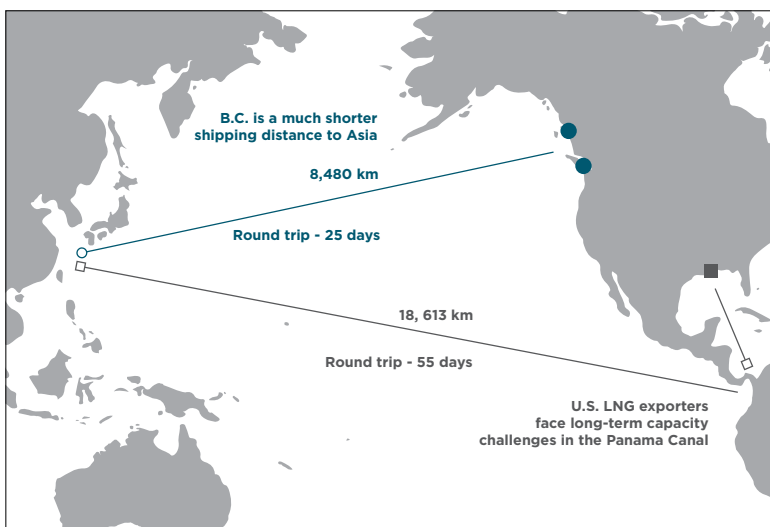 B.C. is a much shorter
shipping distance to Asia
8,480 km
Round trip - 25 days
18, 613 km
Round trip - 55 days
U.S. LNG exporters
face long-term capacity
challenges in the Panama Canal